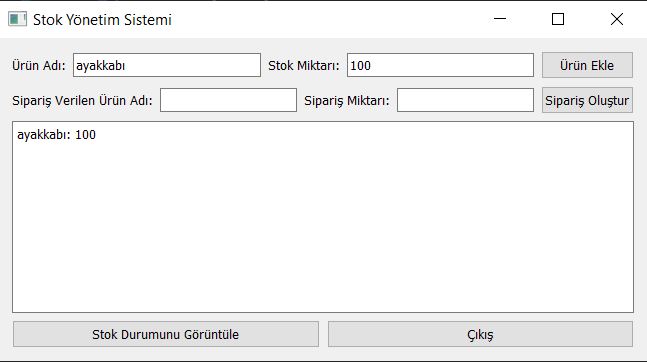 Stok Yönetim Sistemi
Ürün Adı: ayakkabı Stok Miktarı: 100 Ürün Ekle
Sipariş Verilen Ürün Adı: Sipariş Miktarı: Sipariş Oluştur
ayakkabı: 100
Stok Durumunu Görüntüle Çıkış